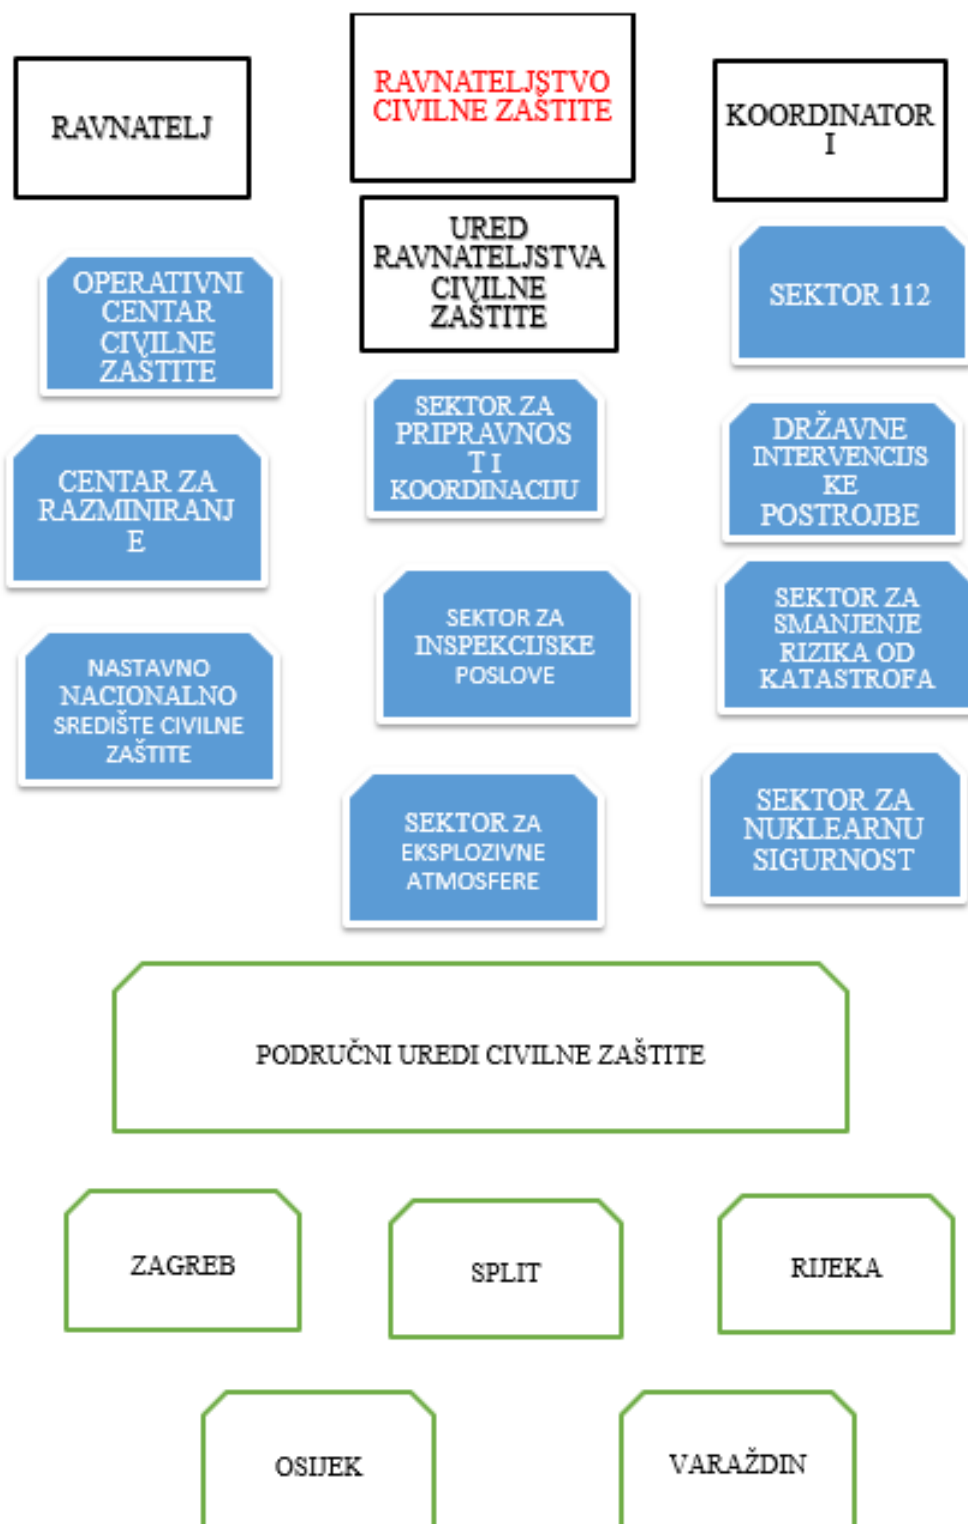 RAVNATELJ
RAVNATELJSTVO
CIVILNE ZAŠTITE
KOORDINATOR
I
URED
RAVNATELJSTVA
CIVILNE
ZAŠTITE
OPERATIVNI
CENTAR
CIVILNE
ZAŠTITE
SEKTOR 112
SEKTOR ZA
PRIPRAVNOS
T I
KOORDINACIJU
CENTAR ZA
RAZMINIRANJ
E
DRŽAVNE
INTERVENCIJS
KE
POSTROJBE
SEKTOR ZA
INSPEKCIJSKE
POSLOVE
SEKTOR ZA
SMANJENJE
RIZIKA OD
KATASTROFA
NASTAVNO
NACIONALNO
SREDIŠTE CIVILNE
ZAŠTITE
SEKTOR ZA
EKSPLOZIVNE
ATMOSFERE
SEKTOR ZA
NUKLEARNU
SIGURNOST
PODRUČNI UREDI CIVILNE ZAŠTITE
ZAGREB
SPLIT
RIJEKA
OSIJEK
VARAŽDIN